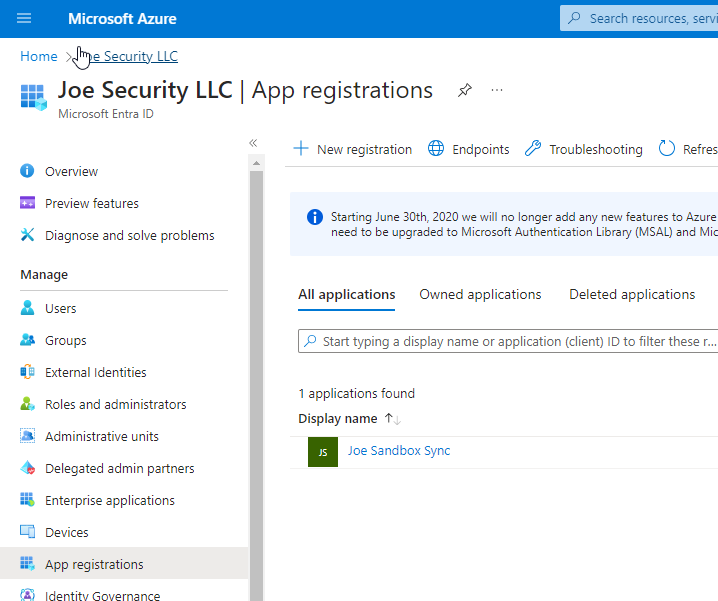 Microsoft Azure
Search resources, servi
Home > Joe Security LLC
Joe Security LLC | App registrations
Microsoft Entra ID
Overview
Preview features
Diagnose and solve problems
Manage
Users
Groups
External Identities
Roles and administrators
Administrative units
Delegated admin partners
Enterprise applications
Devices
App registrations
Identity Governance
New registration
Endpoints
Troubleshooting
Refres
Starting June 30th, 2020 we will no longer add any new features to Azure
need to be upgraded to Microsoft Authentication Library (MSAL) and Mic
All applications
Owned applications
Deleted applications
Start typing a display name or application (client) ID to filter these r...
1 applications found
Display name ↑↓
JS
Joe Sandbox Sync